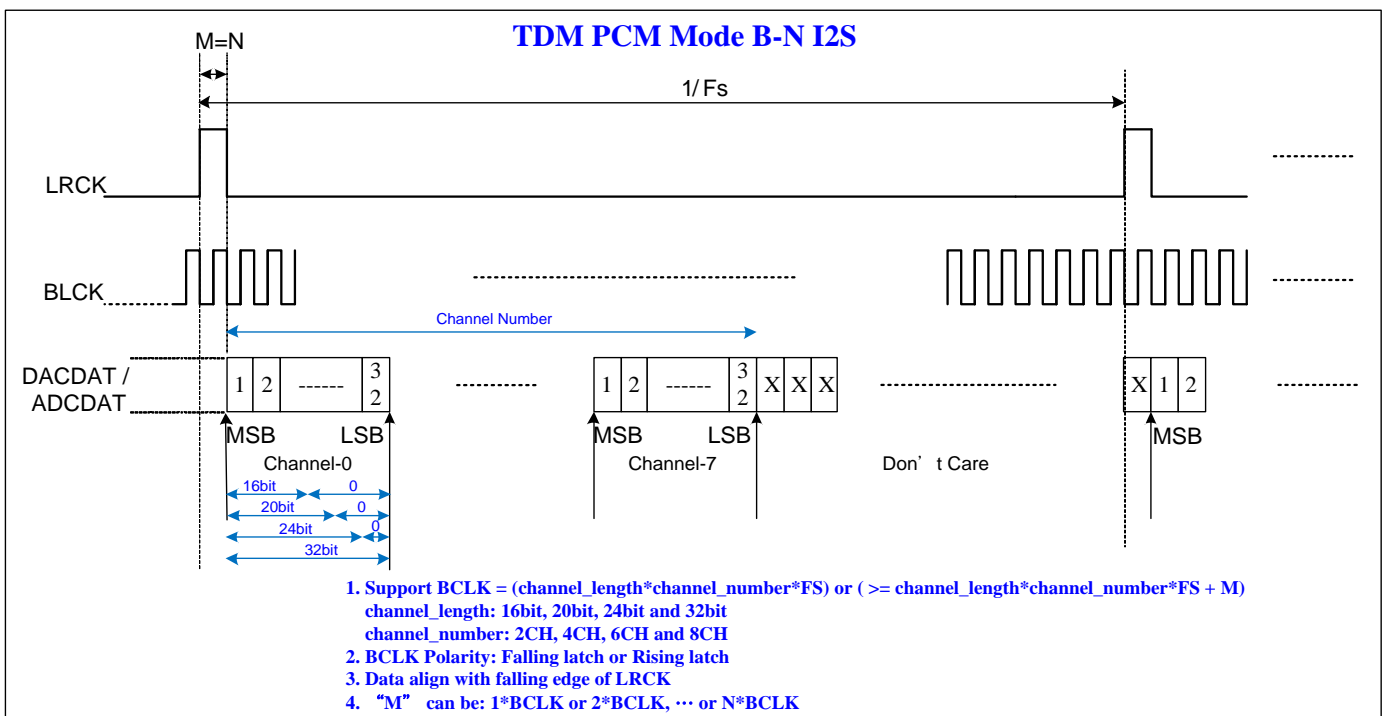 TDM PCM Mode B-N I2S
M=N
1/ Fs
LRCK
BLCK
Channel Number
DACDAT /
ADCDAT
1 2 ------ 32
1 2 ------ 32 X X X
X 1 2
MSB LSB
MSB LSB
MSB
Channel-0
Channel-7
Don’ t Care
16bit 0
20bit 0
24bit 0
32bit
1. Support BCLK = (channel_length*channel_number*FS) or ( >= channel_length*channel_number*FS + M)
channel_length: 16bit, 20bit, 24bit and 32bit
channel_number: 2CH, 4CH, 6CH and 8CH
2. BCLK Polarity: Falling latch or Rising latch
3. Data align with falling edge of LRCK
4. “M” can be: 1*BCLK or 2*BCLK, ··· or N*BCLK